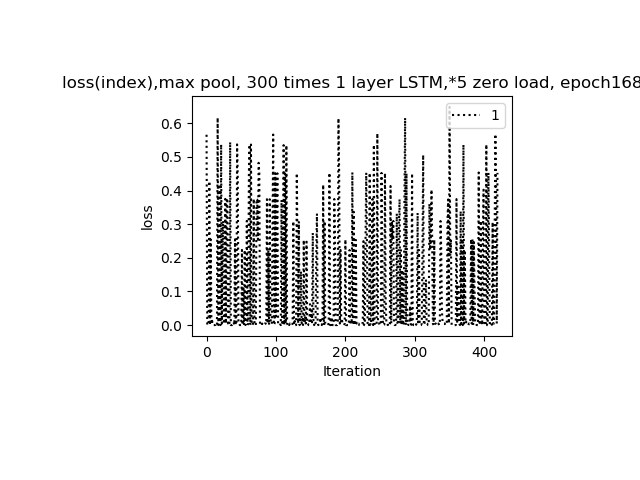 loss(index),max pool, 300 times 1 layer LSTM,*5 zero load, epoch168
1
0.6
0.5
0.4
0.3
0.2
0.1
0.0
loss
0 100 200 300 400
Iteration